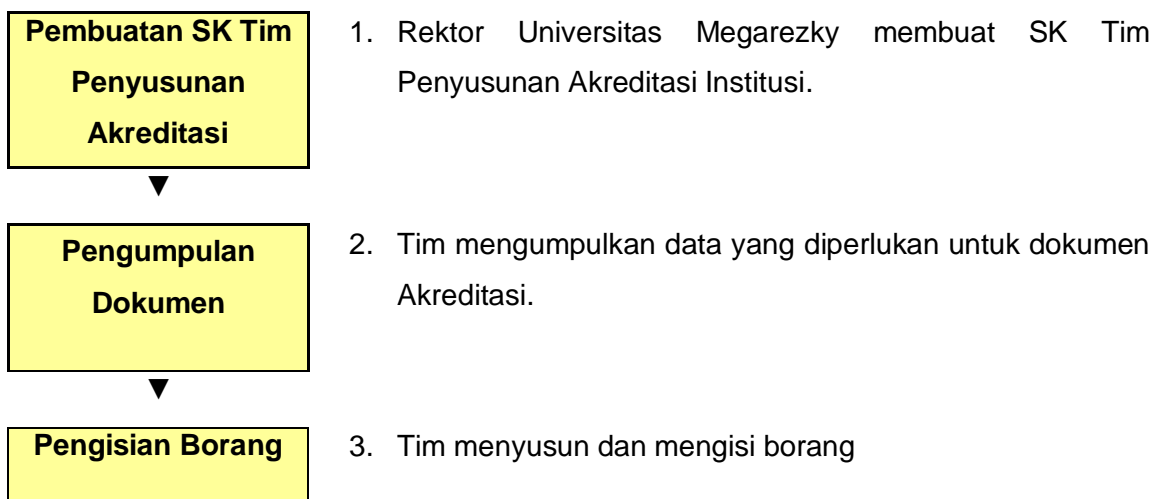 Pembuatan SK Tim
Penyusunan
Akreditasi
1. Rektor Universitas Megarezky membuat SK Tim
Penyusunan Akreditasi Institusi.
▼
Pengumpulan
Dokumen
2. Tim mengumpulkan data yang diperlukan untuk dokumen
Akreditasi.
▼
Pengisian Borang
3. Tim menyusun dan mengisi borang